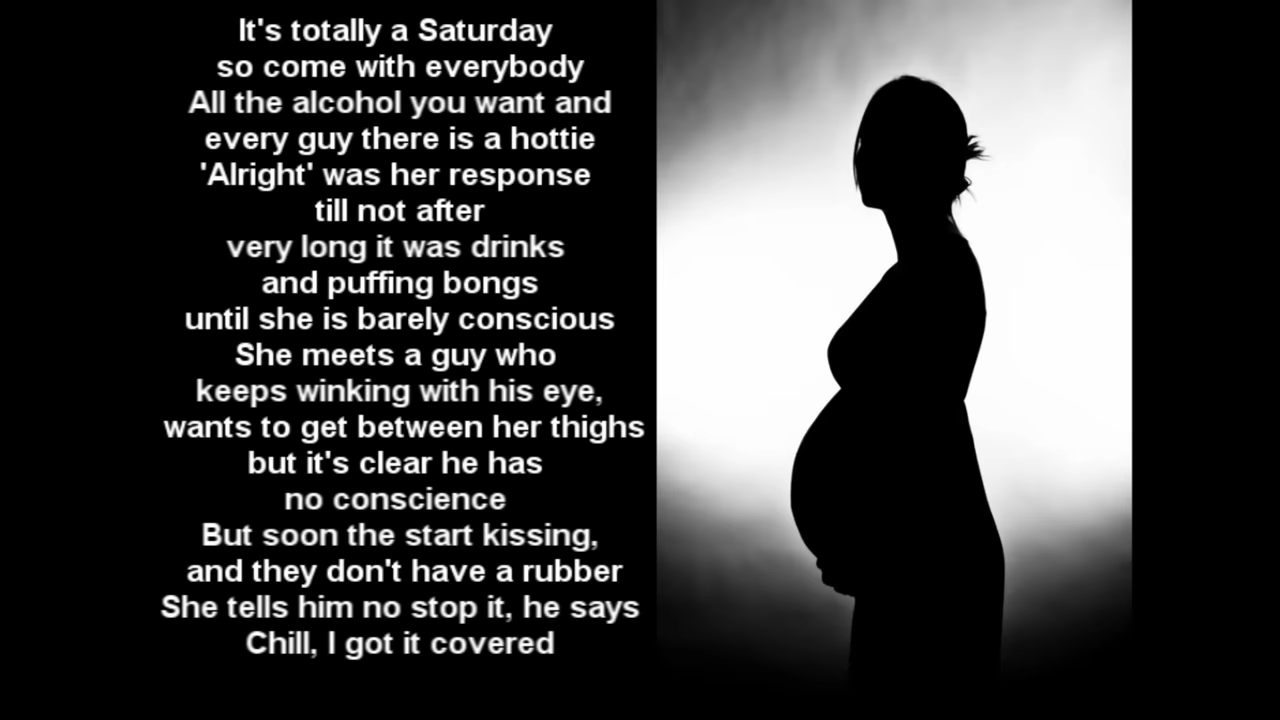 It's totally a Saturday
so come with everybody
All the alcohol you want and
every guy there is a hottie
'Alright' was her response
till not after
very long it was drinks
and puffing bongs
until she is barely conscious
She meets a guy who
keeps winking with his eye,
wants to get between her thighs
but it's clear he has
no conscience
But soon the start kissing,
and they don't have a rubber
She tells him no stop it, he says
Chill, I got it covered